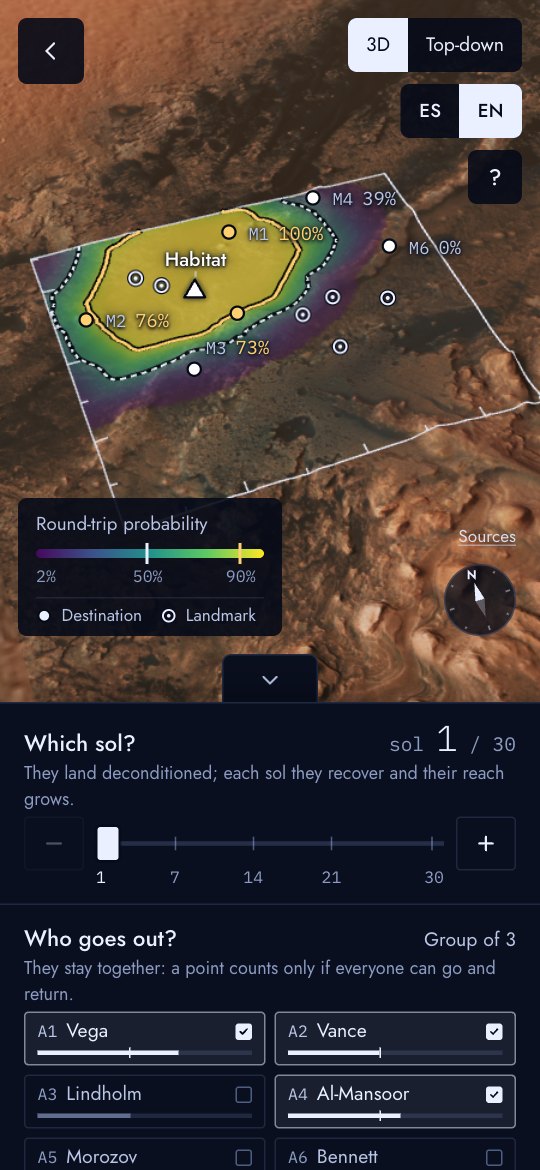 3D Top-down
ES EN
?
M4 39%
M1 100%
M6 0%
Habitat
M2 76%
M3 73%
Round-trip probability
2% 50% 90%
Destination Landmark
Sources
N
Which sol? sol 1 / 30
They land deconditioned; each sol they recover and their reach
grows.
− +
1 7 14 21 30
Who goes out? Group of 3
They stay together: a point counts only if everyone can go and
return.
A1 Vega A2 Vance
A3 Lindholm A4 Al-Mansoor
A5 Morozov A6 Bennett